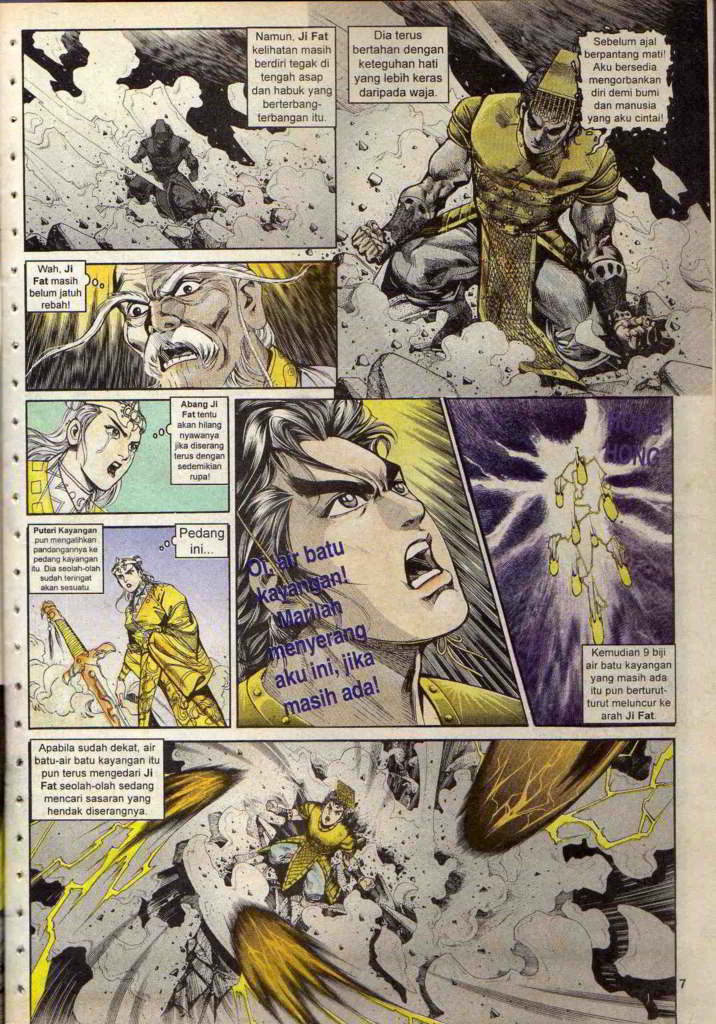 Namun, Ji Fat
kelihatan masih
berdiri tegak di
tengah asap
dan habuk yang
berterbang-
terbangan itu.
Dia terus
bertahan dengan
keteguhan hati
yang lebih keras
daripada waja.
Sebelum ajal
berpantang mati!
Aku bersedia
mengorbankan
diri demi bumi
dan manusia
yang aku cintai!
Wah, Ji
Fat masih
belum jatuh
rebah!
Abang Ji
Fat tentu
akan hilang
nyawanya
jika diserang
terus dengan
sedemikian
rupa!
Puteri Kayangan
pun mengalihkan
pandangannya ke
pedang kayangan
itu. Dia seolah-olah
sudah teringat
akan sesuatu.
Pedang
ini...
Oi, air batu
kayangan!
Marilah
menyerang
aku ini, jika
masih ada!
HONG
HONG
Kemudian 9 biji
air batu kayangan
yang masih ada
itu pun berturut-
turut meluncur ke
arah Ji Fat.
Apabila sudah dekat, air
batu-air batu kayangan itu
pun terus mengedari Ji
Fat seolah-olah sedang
mencari sasaran yang
hendak diserangnya.
7